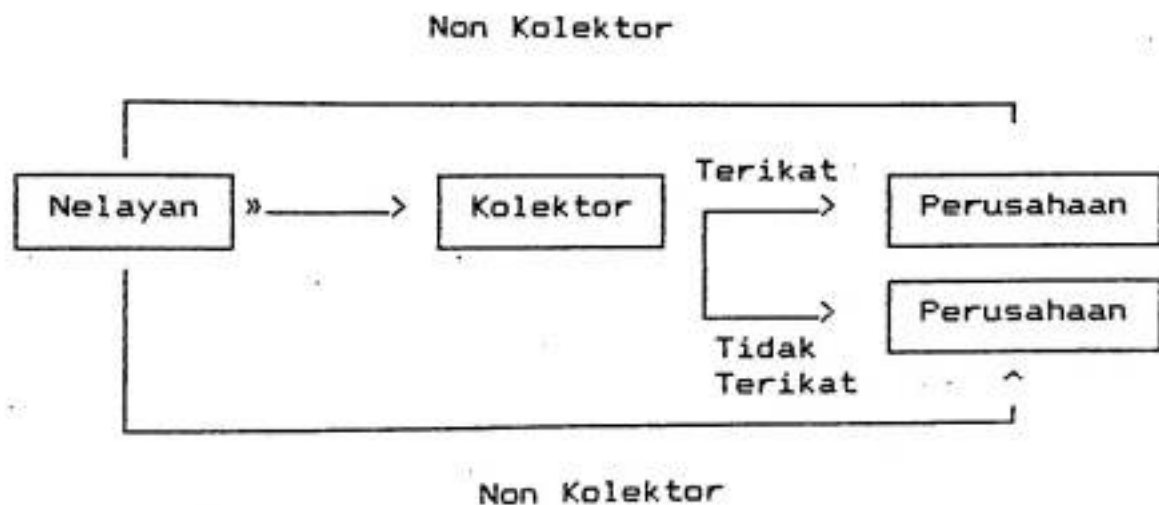 Non Kolektor
Terikat
Nelayan
Kolektor
Perusahaan
Perusahaan
Tidak
Terikat
Non Kolektor